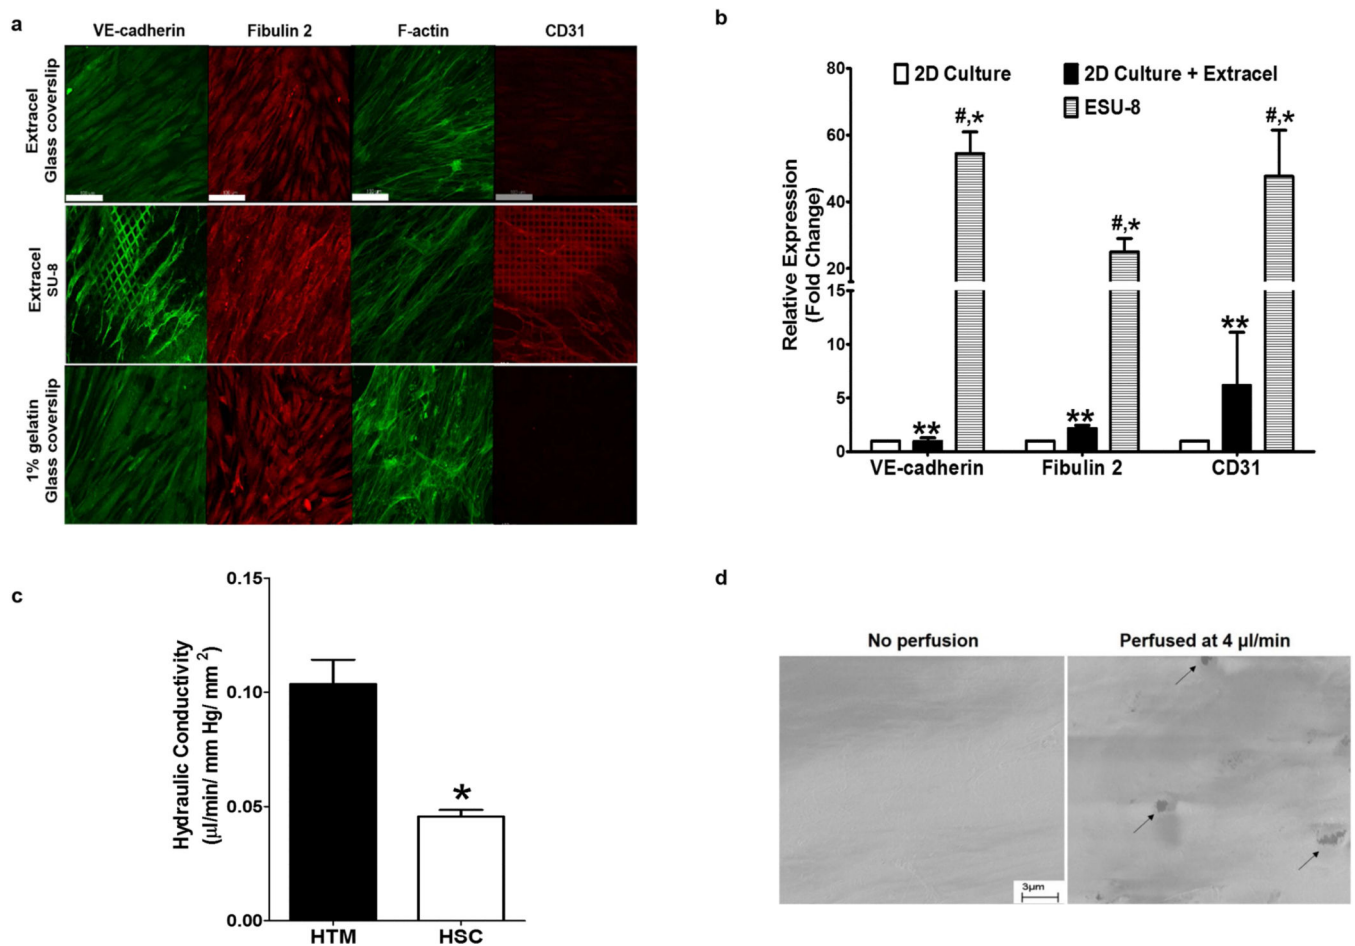 a
VE-cadherin Fibulin 2 F-actin CD31
Extracel
Glass coverslip
Extracel
SU-8
1% gelatin
Glass coverslip
b
2D Culture 2D Culture + Extracel
ESU-8
Relative Expression
(Fold Change)
80
60
40
20
15
10
5
0
#,*
#,*
#,*
**
**
**
VE-cadherin Fibulin 2 CD31
c
Hydraulic Conductivity
(µl/min/ mm Hg/ mm 2)
0.15
0.10
0.05
0.00
*
HTM HSC
d
No perfusion Perfused at 4 µl/min
3µm